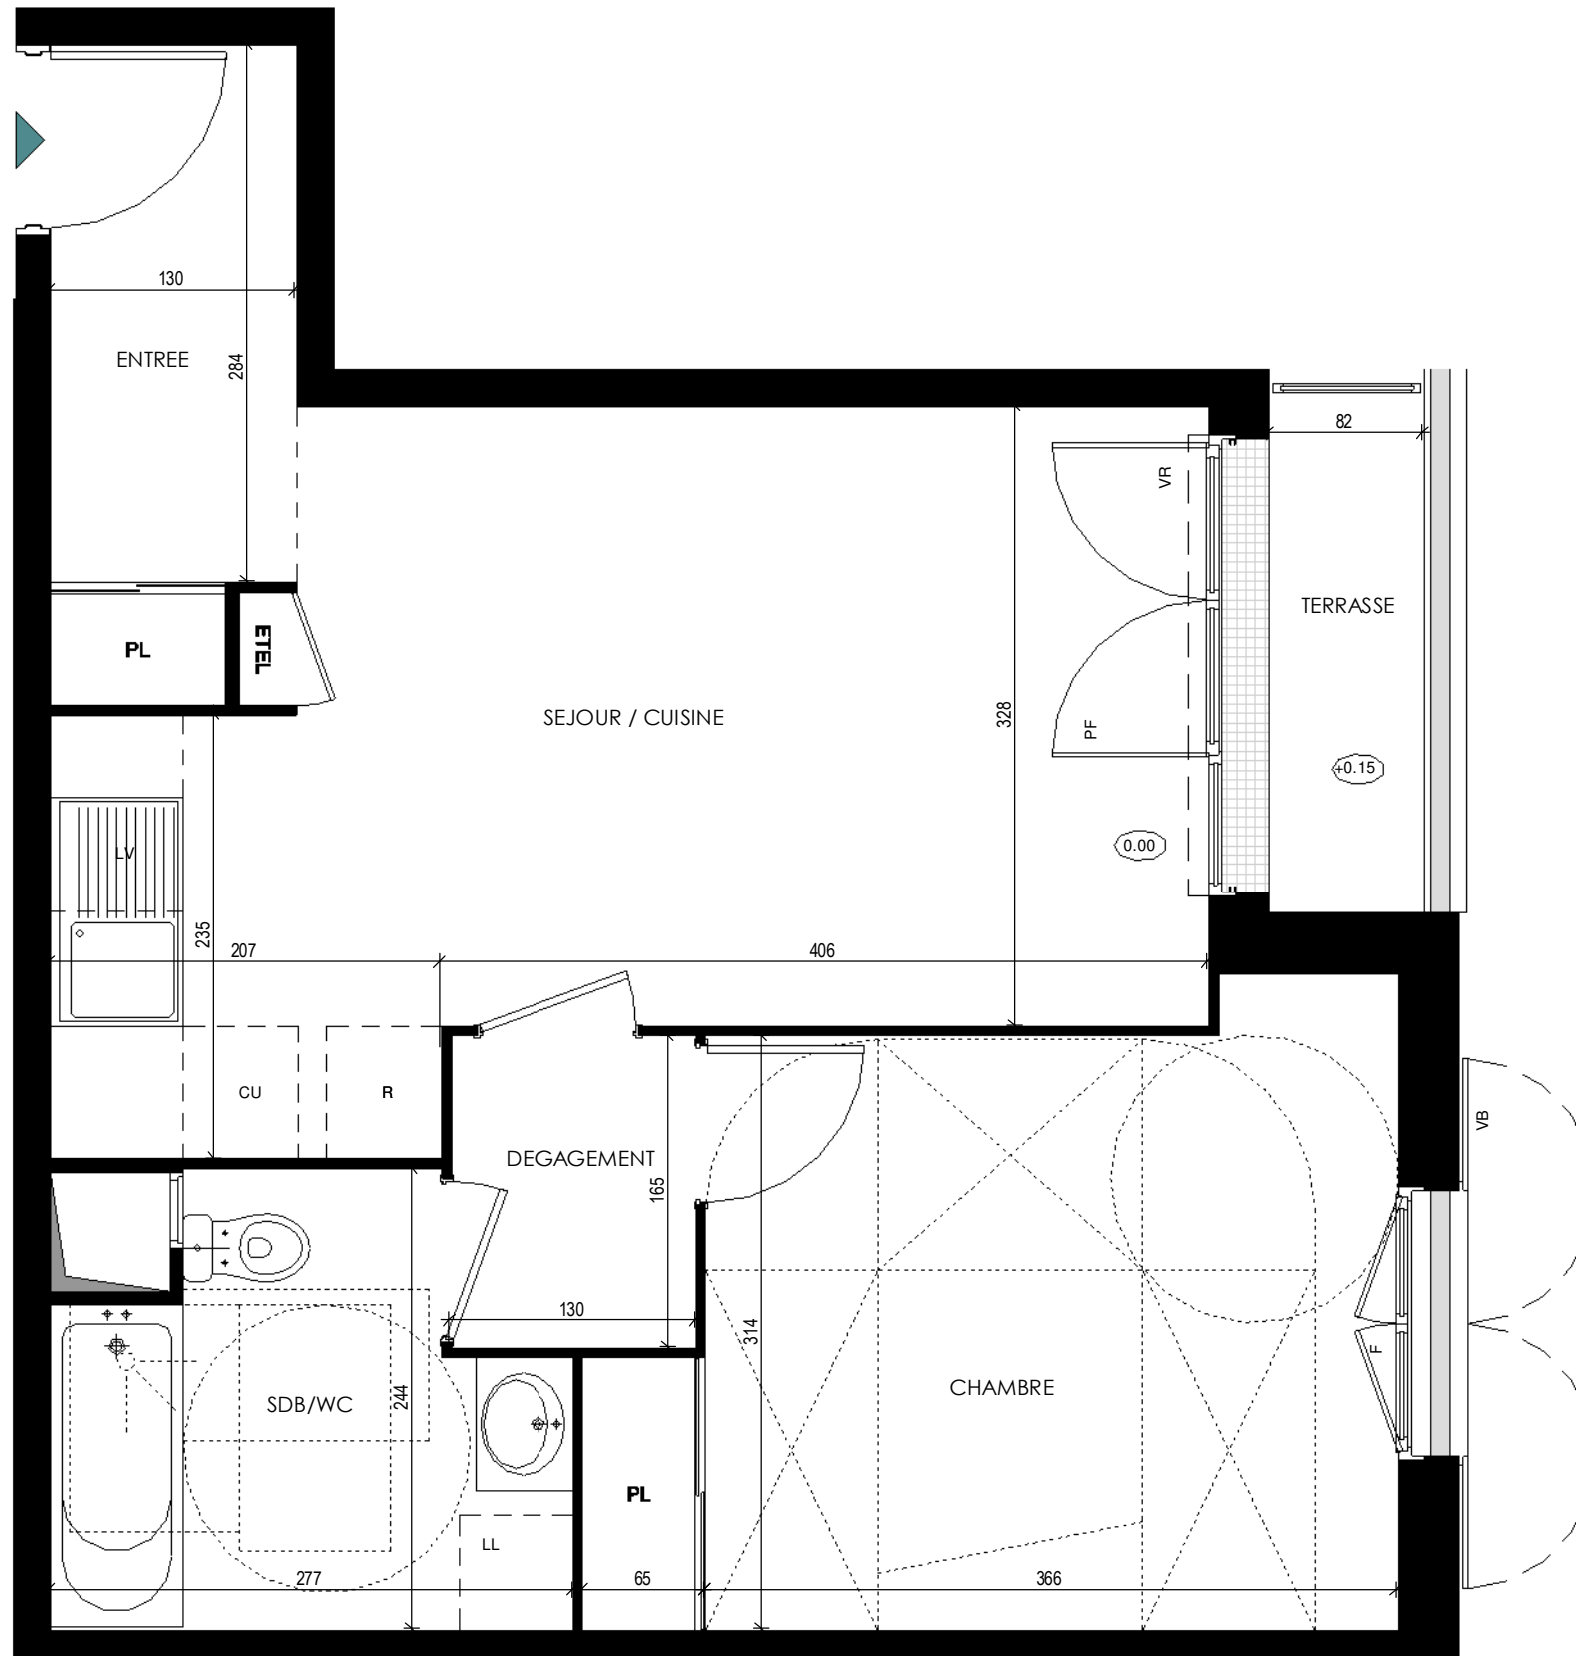 130
ENTREE
284
82
VR
TERRASSE
PL
ETEL
SEJOUR / CUISINE
328
PF
+0.15
0.00
LV
235
207
406
CU
R
VB
DEGAGEMENT
165
130
314
F
CHAMBRE
SDB/WC
244
PL
LL
277
65
366